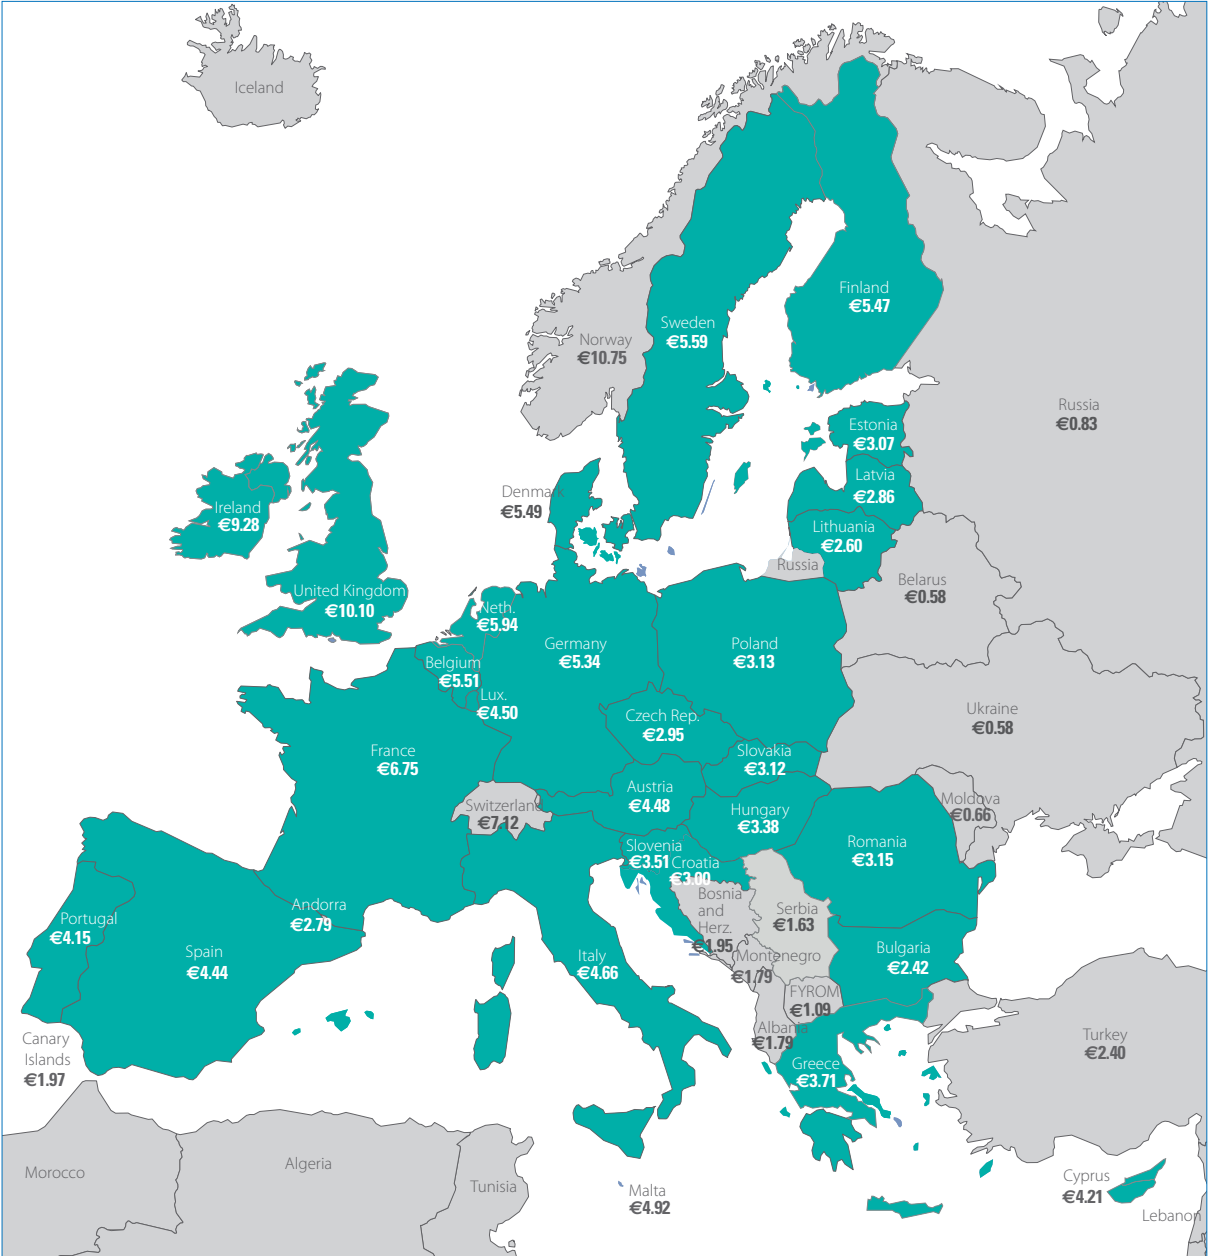 Iceland
Finland
€5.47
Sweden
€5.59
Norway
€10.75
Russia
€0.83
Estonia
€3.07
Latvia
€2.86
Denmark
€5.49
Ireland
€9.28
Lithuania
€2.60
Russia
Belarus
€0.58
United Kingdom
€10.10
Neth.
€5.94
Germany
€5.34
Poland
€3.13
Belgium
€5.51
Lux.
€4.50
Ukraine
€0.58
Czech Rep.
€2.95
France
€6.75
Slovakia
€3.12
Austria
€4.48
Switzerland
€7.12
Hungary
€3.38
Moldova
€0.66
Romania
€3.15
Slovenia
€3.51
Croatia
€3.00
Bosnia
and
Herz.
€1.95
Serbia
€1.63
Andorra
€2.79
Portugal
€4.15
Spain
€4.44
Italy
€4.66
Montenegro
€1.79
Bulgaria
€2.42
FYROM
€1.09
Albania
€1.79
Canary
Islands
€1.97
Turkey
€2.40
Greece
€3.71
Morocco
Algeria
Tunisia
Malta
€4.92
Cyprus
€4.21
Lebanon